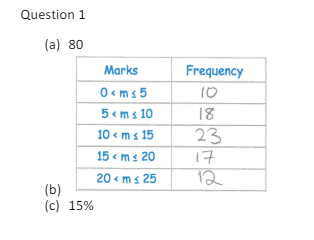 Question 1
(a) 80
Marks Frequency
0 < m ≤ 5 10
5 < m ≤ 10 18
10 < m ≤ 15 23
15 < m ≤ 20 17
20 < m ≤ 25 12
(b)
(c) 15%